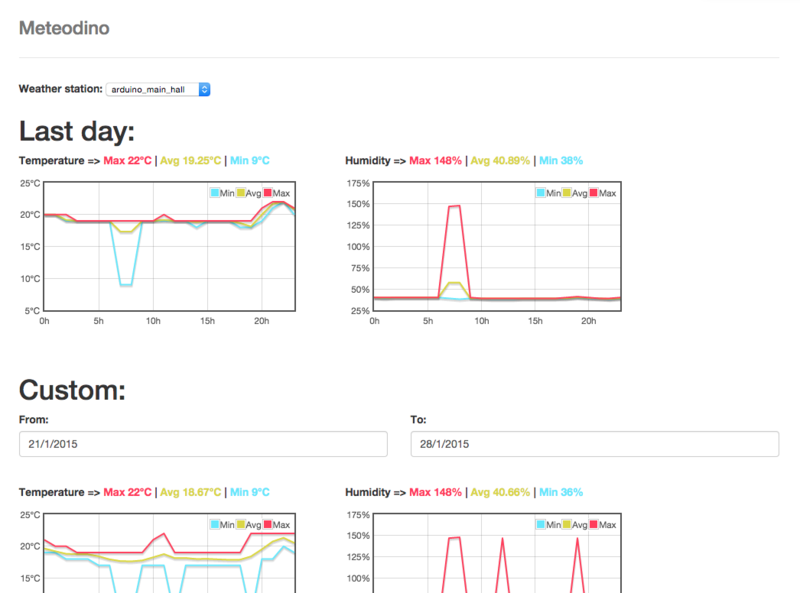 Meteodino
Weather station: arduino_main_hall
Last day:
Temperature => Max 22°C | Avg 19.25°C | Min 9°C
25°C
20°C
15°C
10°C
5°C
Min Avg Max
0h 5h 10h 15h 20h
Humidity => Max 148% | Avg 40.89% | Min 38%
175%
150%
125%
100%
75%
50%
25%
Min Avg Max
0h 5h 10h 15h 20h
Custom:
From:
21/1/2015
To:
28/1/2015
Temperature => Max 22°C | Avg 18.67°C | Min 9°C
25°C
20°C
15°C
Min Avg Max
Humidity => Max 148% | Avg 40.66% | Min 36%
175%
150%
125%
100%
Min Avg Max